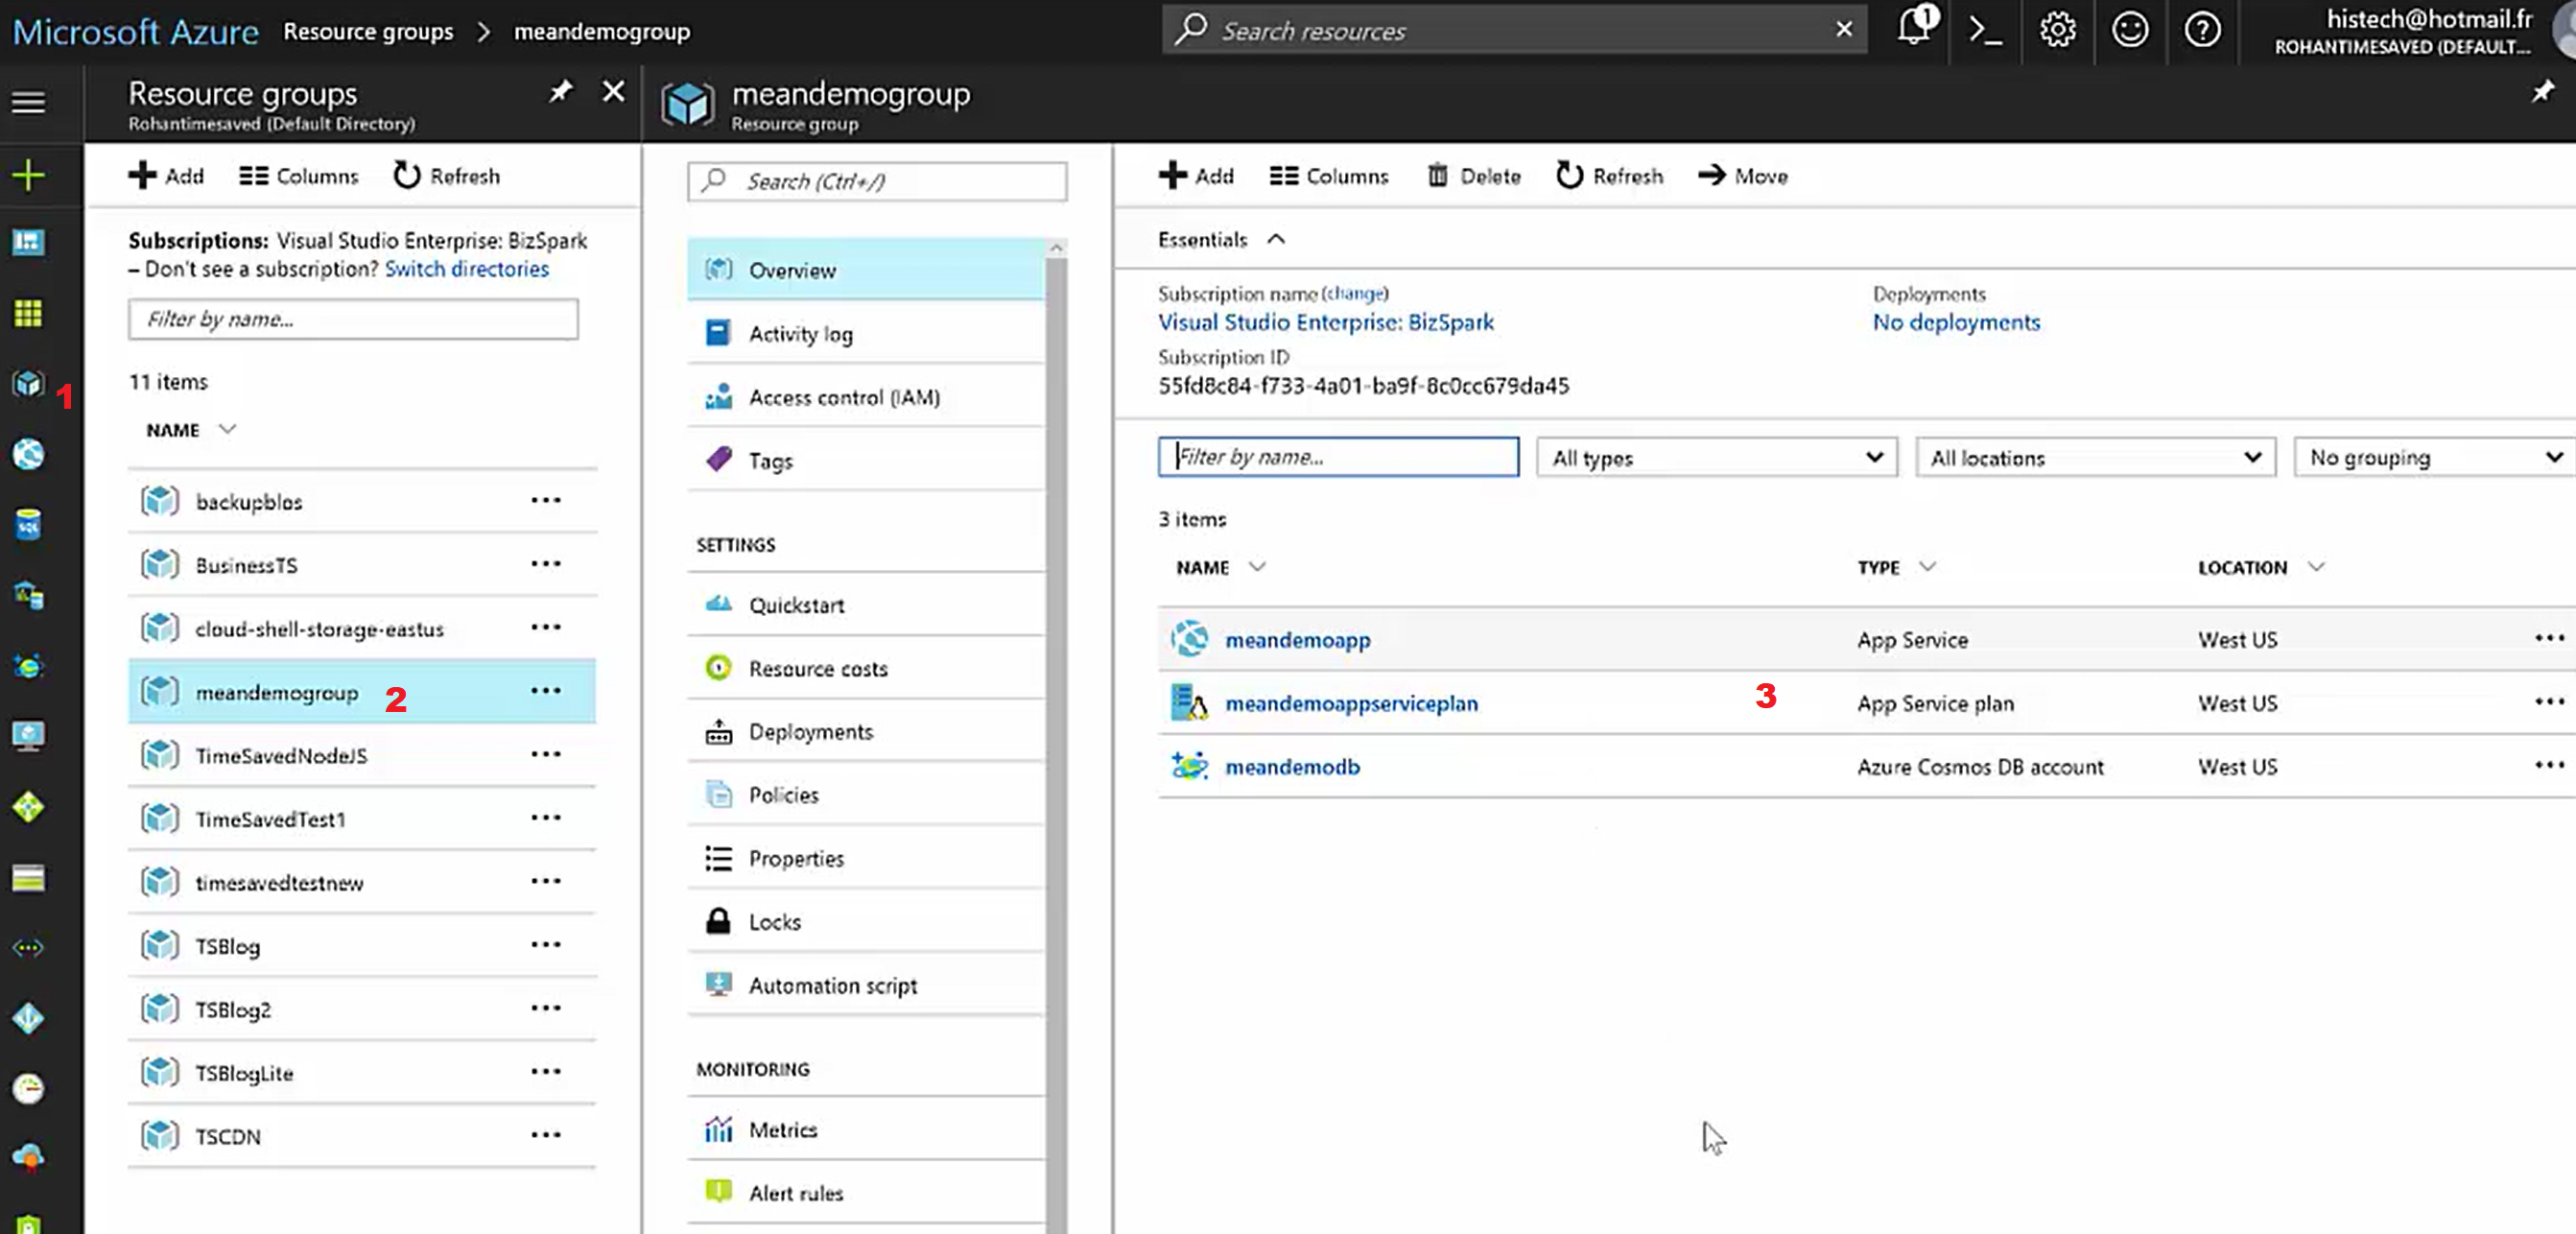 Microsoft Azure Resource groups > meandemogroup
Search resources
1
histech@hotmail.fr
ROHANTIMESAVED (DEFAULT...
Resource groups
Rohantimesaved (Default Directory)
Add Columns Refresh
Subscriptions: Visual Studio Enterprise: BizSpark
– Don't see a subscription? Switch directories
Filter by name...
11 items
1
NAME
backupblos
BusinessTS
cloud-shell-storage-eastus
meandemogroup 2
TimeSavedNodeJS
TimeSavedTest1
timesavedtestnew
TSBlog
TSBlog2
TSBlogLite
TSCDN
SQL
meandemogroup
Resource group
Search (Ctrl+/)
Overview
Activity log
Access control (IAM)
Tags
SETTINGS
Quickstart
Resource costs
Deployments
Policies
Properties
Locks
Automation script
MONITORING
Metrics
Alert rules
Add Columns Delete Refresh Move
Essentials
Subscription name (change)
Visual Studio Enterprise: BizSpark
Deployments
No deployments
Subscription ID
55fd8c84-f733-4a01-ba9f-8c0cc679da45
Filter by name... All types All locations No grouping
3 items
NAME TYPE LOCATION
meandemoapp App Service West US
meandemoappserviceplan 3 App Service plan West US
meandemodb Azure Cosmos DB account West US